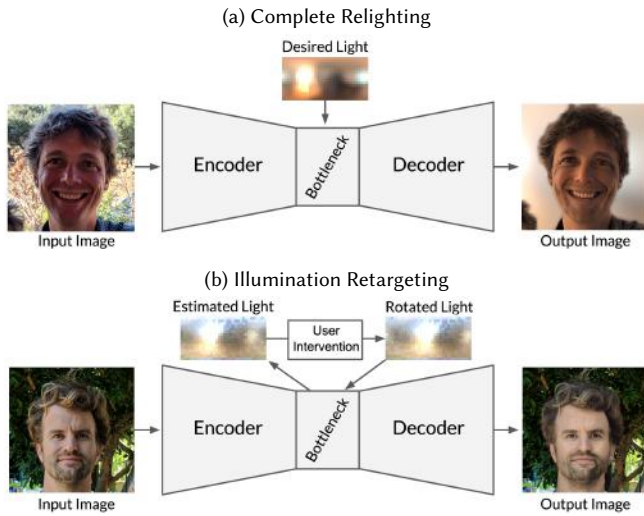 (a) Complete Relighting
Desired Light
Encoder
Bottleneck
Decoder
Input Image
Output Image
(b) Illumination Retargeting
Estimated Light
Rotated Light
User
Intervention
Encoder
Bottleneck
Decoder
Input Image
Output Image